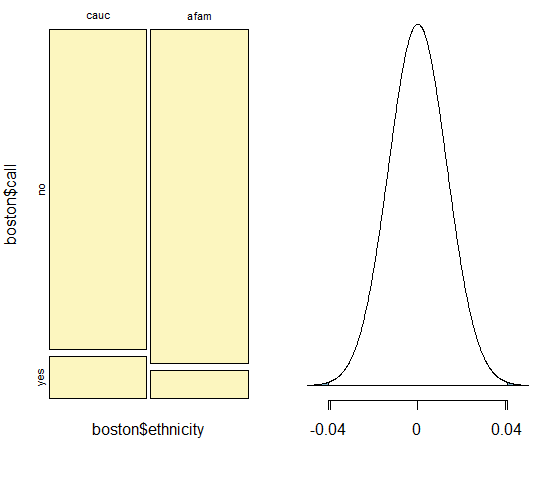 cauc afam
boston$call
no
yes
boston$ethnicity
-0.04 0 0.04